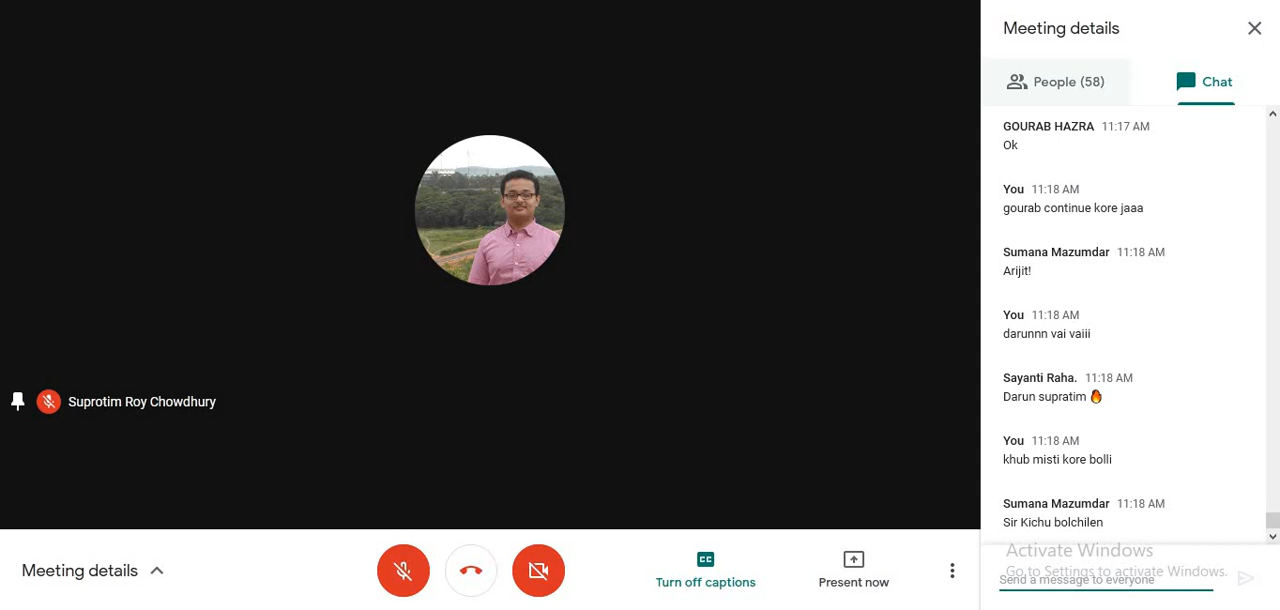 Meeting details
People (58)
Chat
GOURAB HAZRA 11:17 AM
Ok
You 11:18 AM
gourab continue kore jaaa
Sumana Mazumdar 11:18 AM
Arijit!
You 11:18 AM
darunnn vai vaiii
Sayanti Raha. 11:18 AM
Darun supratim 🔥
You 11:18 AM
khub misti kore bolli
Sumana Mazumdar 11:18 AM
Sir Kichu bolchilen
Activate Windows
Go to Settings to activate Windows.
Send a message to everyone
Suprotim Roy Chowdhury
Meeting details
CC
Turn off captions
Present now